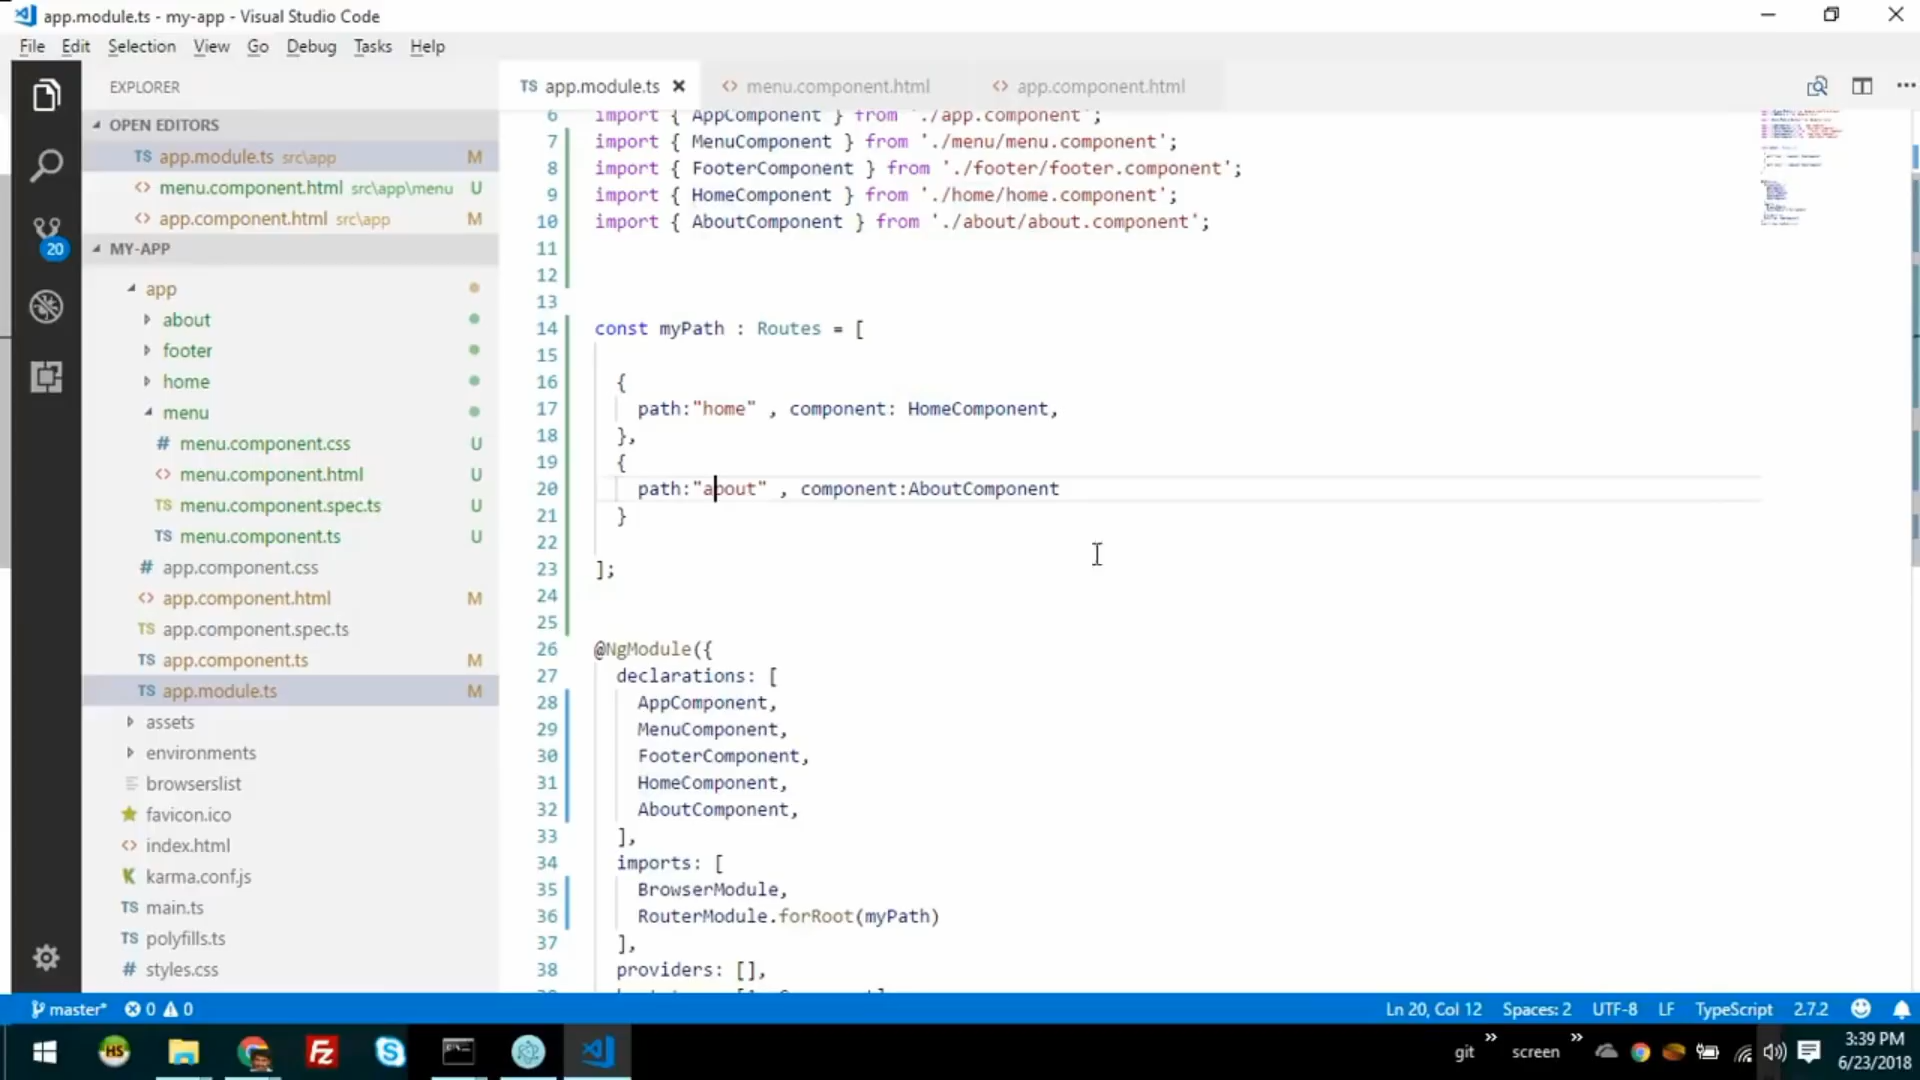 app.module.ts - my-app - Visual Studio Code
File Edit Selection View Go Debug Tasks Help
EXPLORER
TS app.module.ts
<> menu.component.html
<> app.component.html
OPEN EDITORS
TS app.module.ts src\app M
<> menu.component.html src\app\menu U
<> app.component.html src\app M
20
MY-APP
app
about
footer
home
menu
# menu.component.css U
<> menu.component.html U
TS menu.component.spec.ts U
TS menu.component.ts U
# app.component.css
<> app.component.html M
TS app.component.spec.ts
TS app.component.ts M
TS app.module.ts M
assets
environments
browserslist
favicon.ico
<> index.html
K karma.conf.js
TS main.ts
TS polyfills.ts
# styles.css
6 import { AppComponent } from './app.component';
7 import { MenuComponent } from './menu/menu.component';
8 import { FooterComponent } from './footer/footer.component';
9 import { HomeComponent } from './home/home.component';
10 import { AboutComponent } from './about/about.component';
11
12
13
14 const myPath : Routes = [
15
16 {
17 path:"home" , component: HomeComponent,
18 },
19 {
20 path:"about" , component:AboutComponent
21 }
22
23 ];
24
25
26 @NgModule({
27 declarations: [
28 AppComponent,
29 MenuComponent,
30 FooterComponent,
31 HomeComponent,
32 AboutComponent,
33 ],
34 imports: [
35 BrowserModule,
36 RouterModule.forRoot(myPath)
37 ],
38 providers: [],
master* 0 0
Ln 20, Col 12 Spaces: 2 UTF-8 LF TypeScript 2.7.2
HS
Fz
S
git » screen »
3:39 PM
6/23/2018